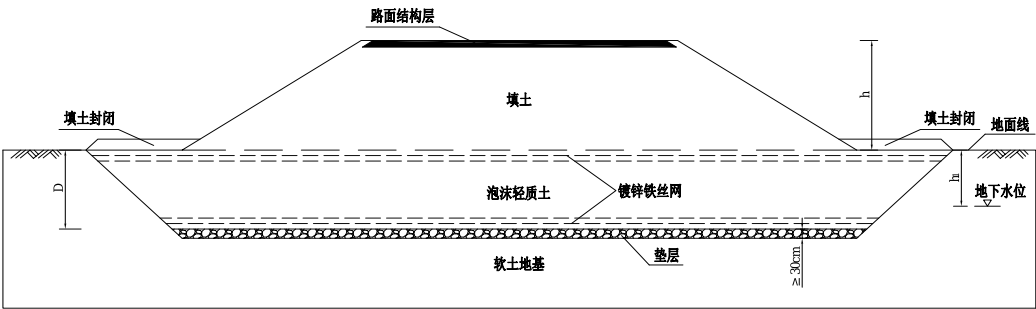 路面结构层
填土
h
填土封闭
填土封闭
地面线
D
泡沫轻质土
镀锌铁丝网
h
地下水位
垫层
软土地基
≥30cm